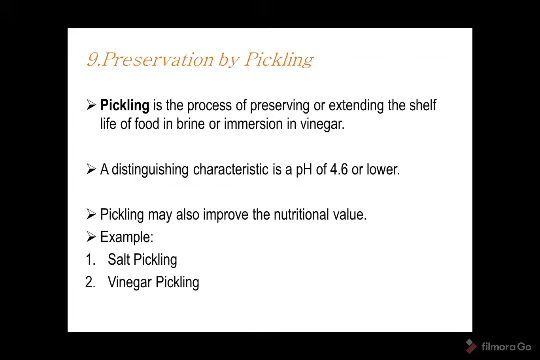 9.Preservation by Pickling
➢ Pickling is the process of preserving or extending the shelf
life of food in brine or immersion in vinegar.
➢ A distinguishing characteristic is a pH of 4.6 or lower.
➢ Pickling may also improve the nutritional value.
➢ Example:
1. Salt Pickling
2. Vinegar Pickling
filmora Go